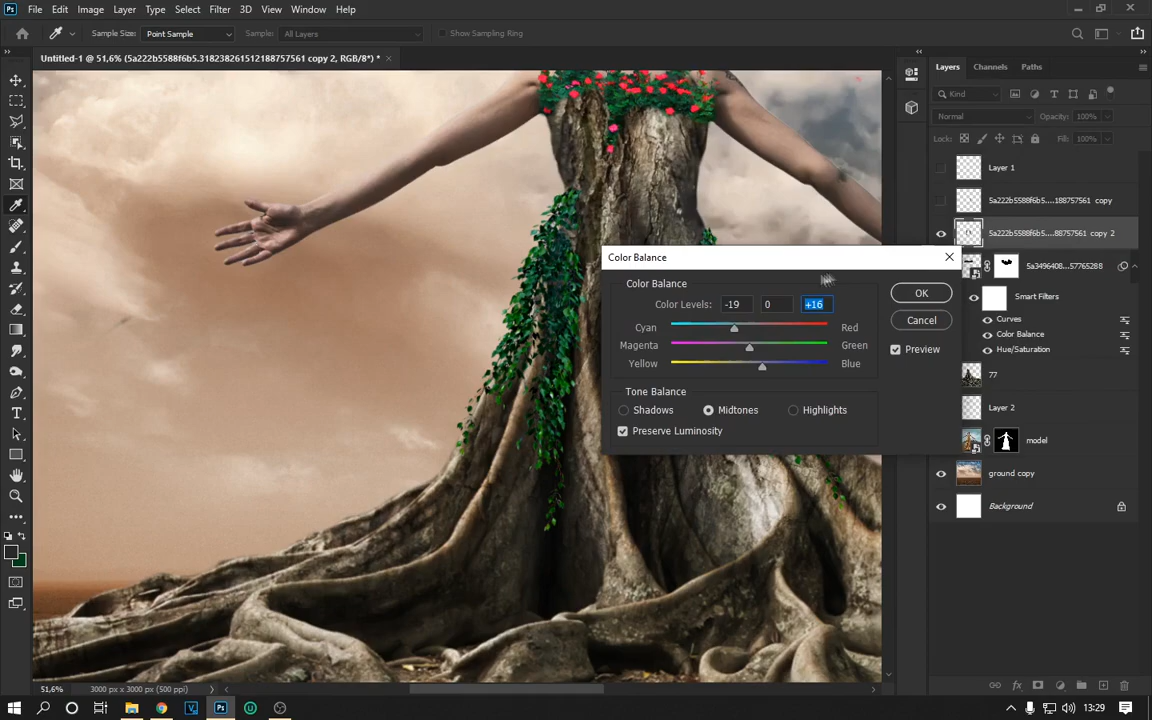 Ps File Edit Image Layer Type Select Filter 3D View Window Help
Sample Size: Point Sample Sample: All Layers Show Sampling Ring
Untitled-1 @ 51,6% (5a222b5588f6b5.3182382615121887​57561 copy 2, RGB/8*) *
Layers Channels Paths
Kind
Normal Opacity: 100%
Lock: Fill: 100%
Layer 1
5a222b5588f6b5....188757561 copy
5a222b5588f6b5....88757561 copy 2
5a3496408...57765288
Smart Filters
Curves
Color Balance
Hue/Saturation
77
Layer 2
model
ground copy
Background
Color Balance
Color Balance
Color Levels: -19 0 +16
Cyan Red
Magenta Green
Yellow Blue
Tone Balance
Shadows Midtones Highlights
Preserve Luminosity
OK
Cancel
Preview
51,6% 3000 px x 3000 px (500 ppi)
13:29